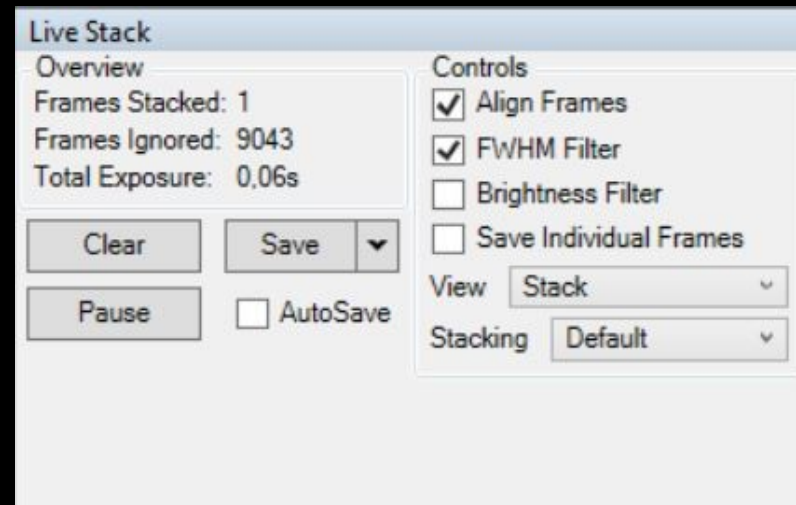 Live Stack
Overview
Frames Stacked: 1
Frames Ignored: 9043
Total Exposure: 0,06s
Clear
Save
Pause
AutoSave
Controls
Align Frames
FWHM Filter
Brightness Filter
Save Individual Frames
View Stack
Stacking Default